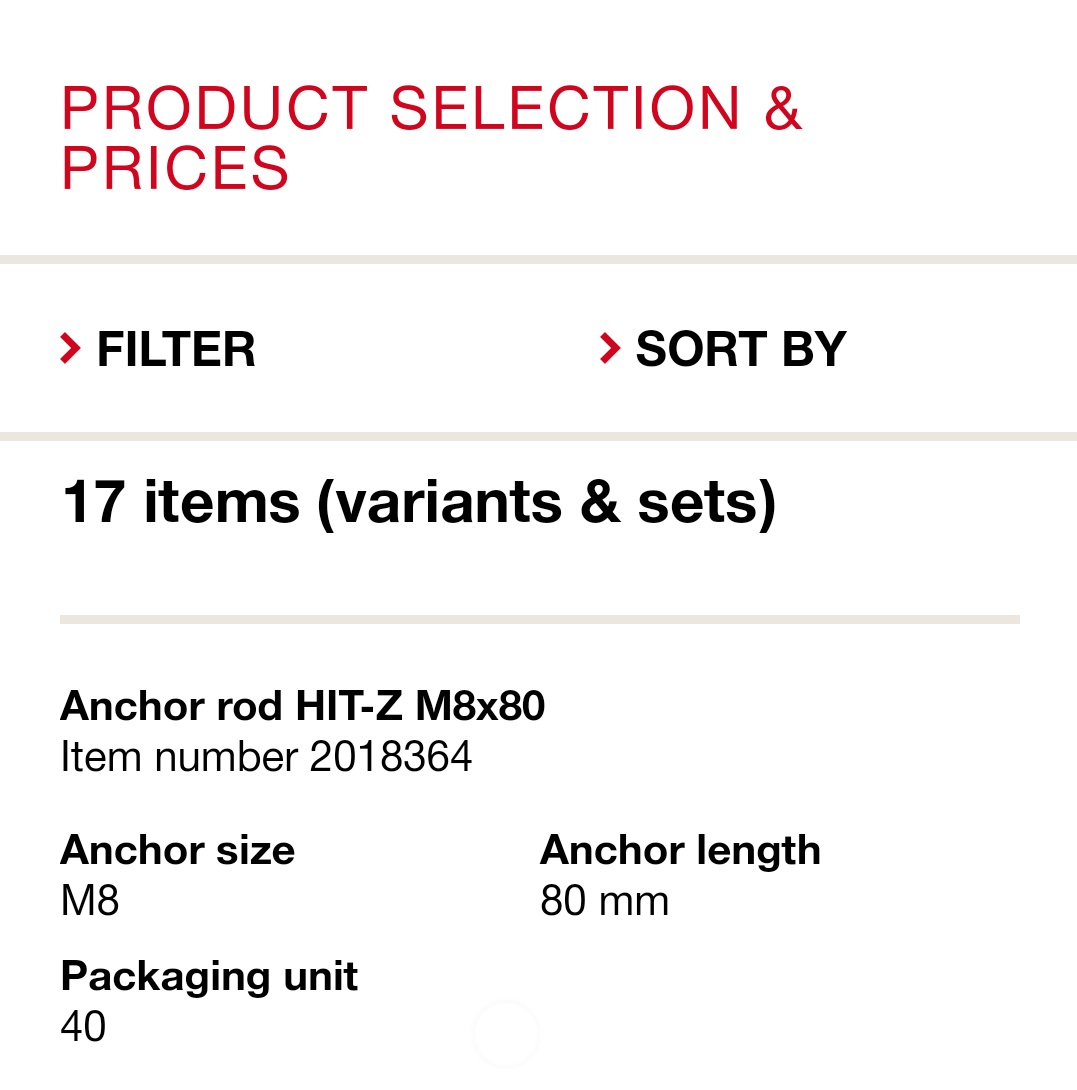 PRODUCT SELECTION &
PRICES
FILTER
SORT BY
17 items (variants & sets)
Anchor rod HIT-Z M8x80
Item number 2018364
Anchor size
M8
Anchor length
80 mm
Packaging unit
40